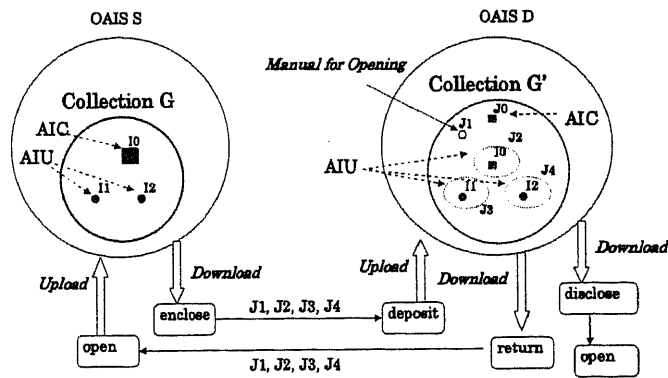 OAIS S
OAIS D
Manual for Opening
Collection G
Collection G'
AIC
I0
J1
J0
AIC
J2
AIU
I1
I2
AIU
I0
J4
I1
I2
J3
Upload
Download
Upload
Download
Download
enclose
J1, J2, J3, J4
deposit
disclose
open
J1, J2, J3, J4
return
open